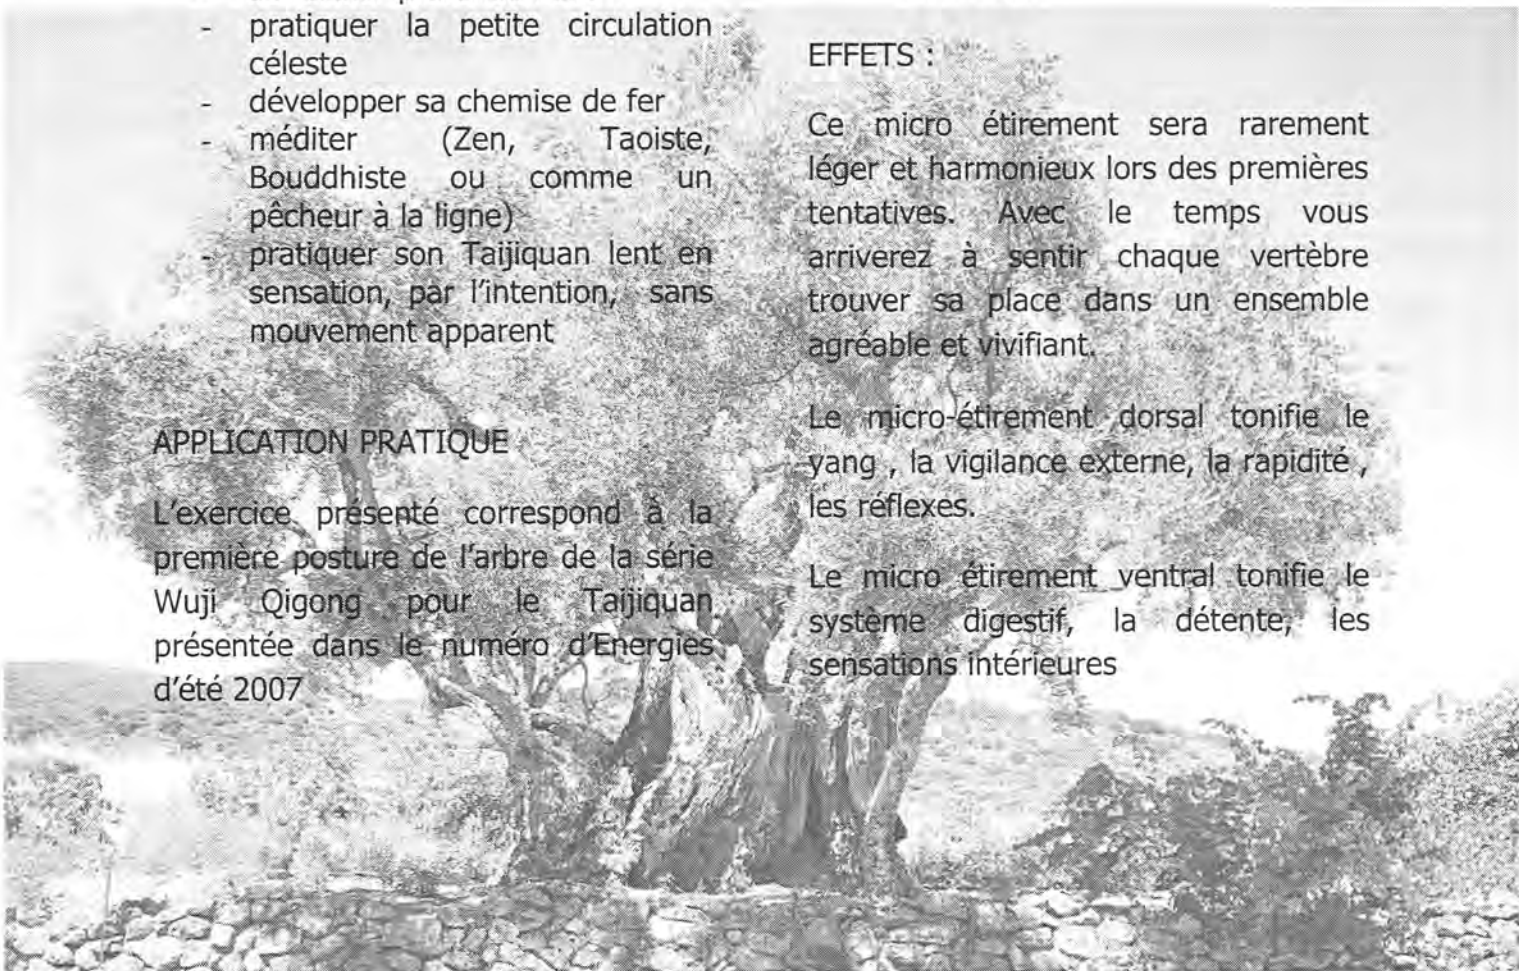 - pratiquer la petite circulation
céleste
- développer sa chemise de fer
- méditer (Zen, Taoiste,
Bouddhiste ou comme un
pêcheur à la ligne)
- pratiquer son Taijiquan lent en
sensation, par l'intention, sans
mouvement apparent
APPLICATION PRATIQUE
L'exercice présenté correspond à la
première posture de l'arbre de la série
Wuji Qigong pour le Taijiquan
présentée dans le numéro d'Energies
d'été 2007
EFFETS :
Ce micro étirement sera rarement
léger et harmonieux lors des premières
tentatives. Avec le temps vous
arriverez à sentir chaque vertèbre
trouver sa place dans un ensemble
agréable et vivifiant.
Le micro-étirement dorsal tonifie le
yang , la vigilance externe, la rapidité ,
les réflexes.
Le micro étirement ventral tonifie le
système digestif, la détente, les
sensations intérieures